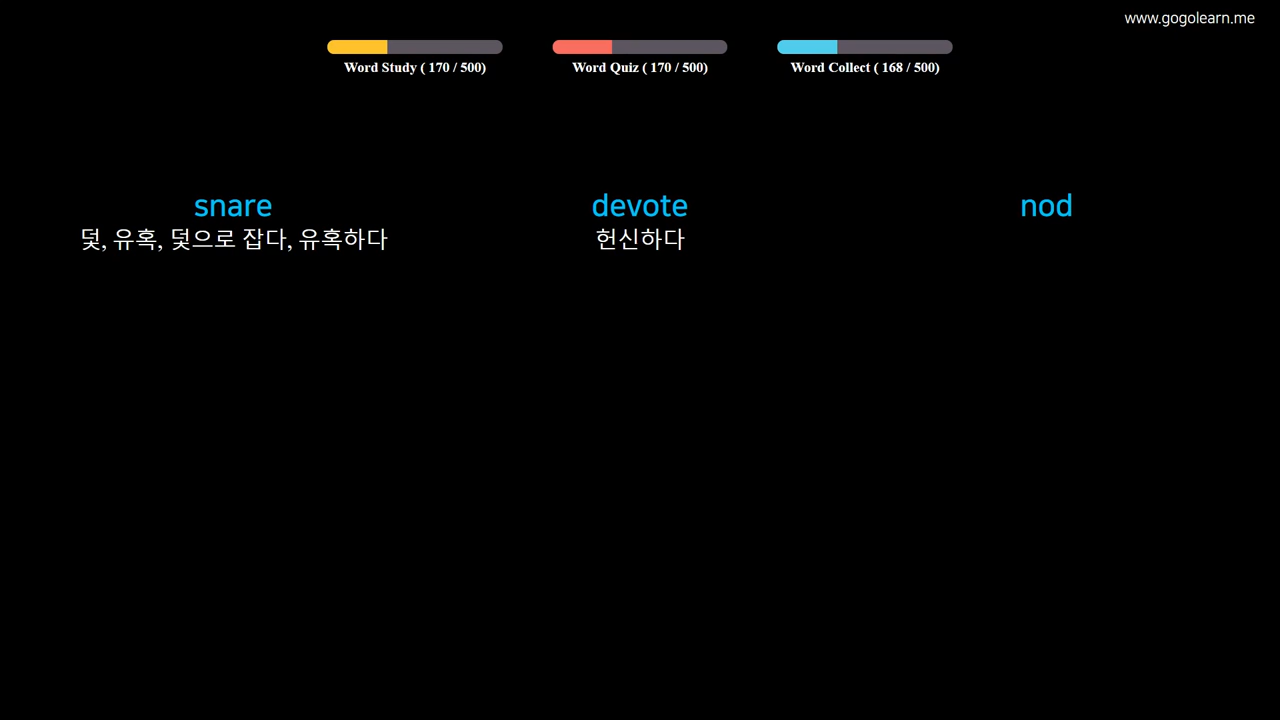 www.gogolearn.me
Word Study ( 170 / 500)
Word Quiz ( 170 / 500)
Word Collect ( 168 / 500)
snare
덫, 유혹, 덫으로 잡다, 유혹하다
devote
헌신하다
nod